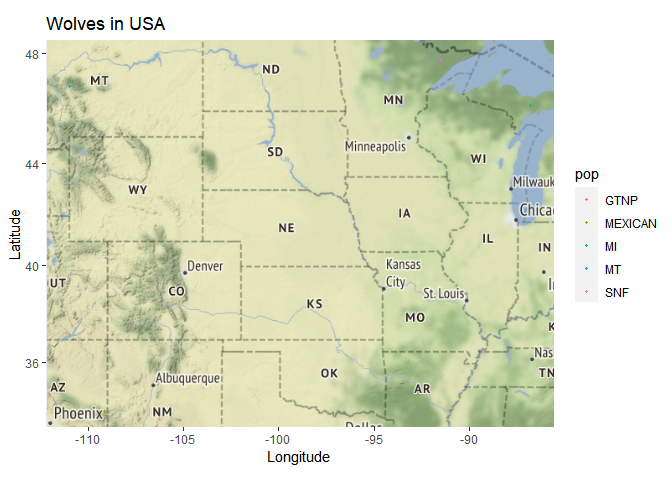 Wolves in USA
48
MT
ND
MN
Minneapolis
44
SD
WI
WY
Milwauk
Chicag
IA
NE
Latitude
40
Denver
Kansas
City
IL
IN
UT
CO
St. Louis
KS
MO
36
Nas
AZ
Albuquerque
OK
AR
TN
Phoenix
NM
-110
-105
-100
-95
-90
Longitude
pop
GTNP
MEXICAN
MI
MT
SNF